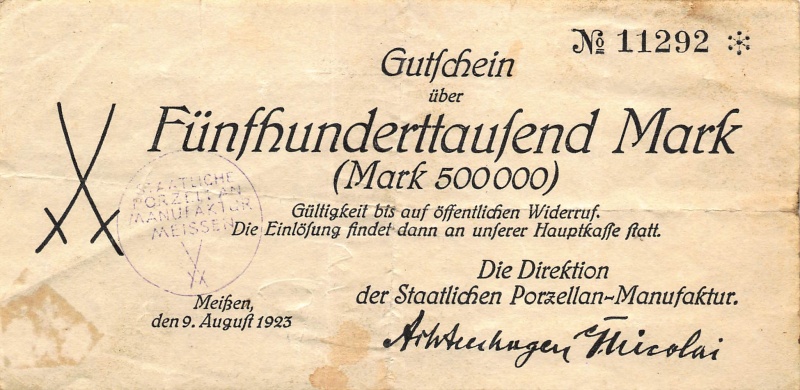 № 11292
Gutſchein
über
Fünfhunderttauſend Mark
(Mark 500000)
Gültigkeit bis auf öffentlichen Widerruf.
Die Einlöſung findet dann an unſerer Hauptkaſſe ſtatt.
STAATLICHE
PORZELLAN
MANUFAKTUR
MEISSEN
Meißen,
den 9. Auguſt 1923
Die Direktion
der Staatlichen Porzellan-Manufaktur.
Nicolai